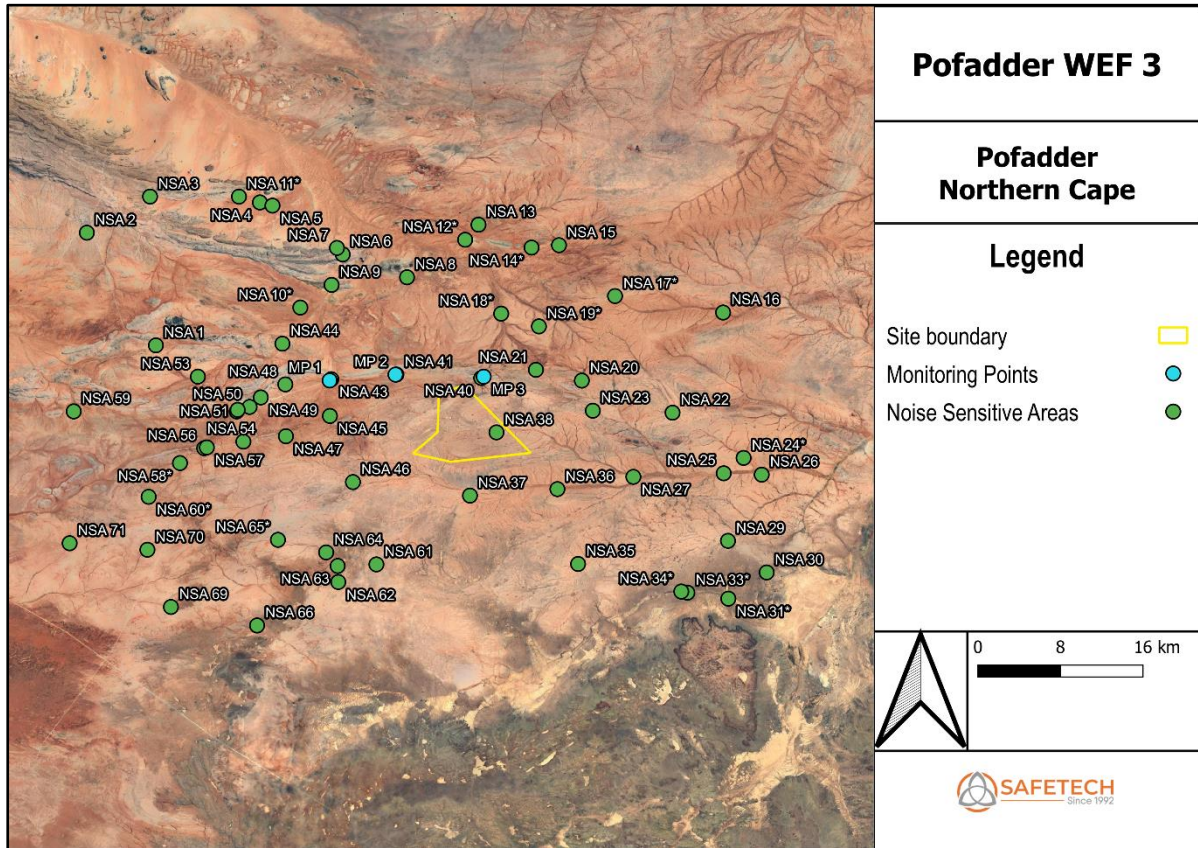 Pofadder WEF 3
Pofadder
Northern Cape
Legend
Site boundary
Monitoring Points
Noise Sensitive Areas
0 8 16 km
SAFETECH
Since 1992
NSA 3
NSA 11*
NSA 4
NSA 5
NSA 2
NSA 13
NSA 12*
NSA 7
NSA 6
NSA 15
NSA 14*
NSA 8
NSA 9
NSA 10*
NSA 17*
NSA 18*
NSA 16
NSA 19*
NSA 1
NSA 44
NSA 53
NSA 48
MP 1
MP 2
NSA 41
NSA 21
NSA 20
NSA 43
NSA 40
MP 3
NSA 50
NSA 59
NSA 51
NSA 49
NSA 23
NSA 22
NSA 45
NSA 54
NSA 38
NSA 56
NSA 47
NSA 57
NSA 24*
NSA 58*
NSA 25
NSA 26
NSA 46
NSA 27
NSA 36
NSA 37
NSA 60*
NSA 71
NSA 70
NSA 65*
NSA 64
NSA 61
NSA 29
NSA 35
NSA 30
NSA 63
NSA 62
NSA 34*
NSA 33*
NSA 69
NSA 31*
NSA 66